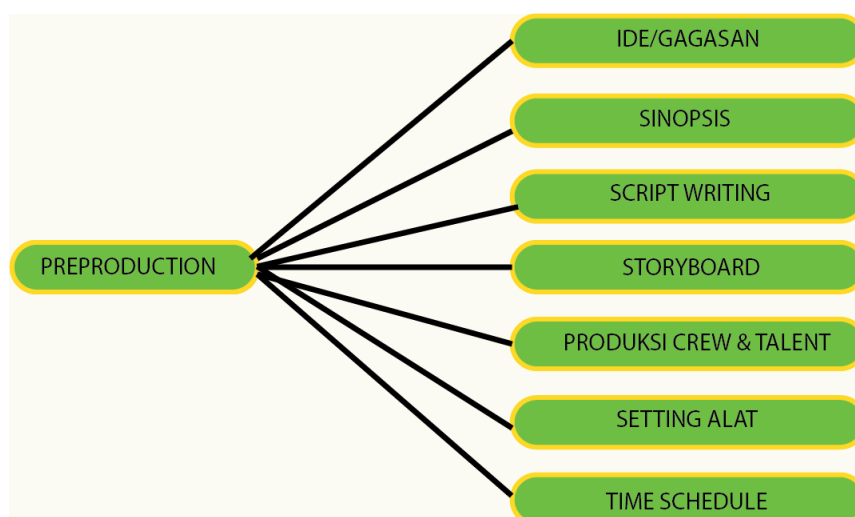 IDE/GAGASAN
SINOPSIS
SCRIPT WRITING
PREPRODUCTION
STORYBOARD
PRODUKSI CREW & TALENT
SETTING ALAT
TIME SCHEDULE